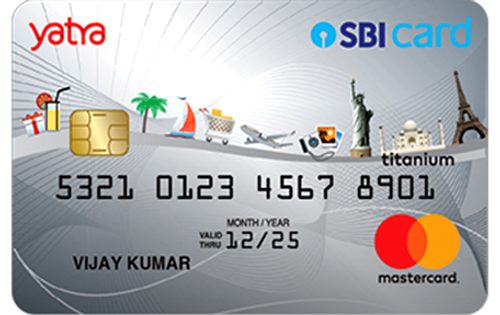 yatra
SBI card
titanium
5321 0123 4567 8901
MONTH/YEAR
VALID THRU 12/25
VIJAY KUMAR
mastercard.